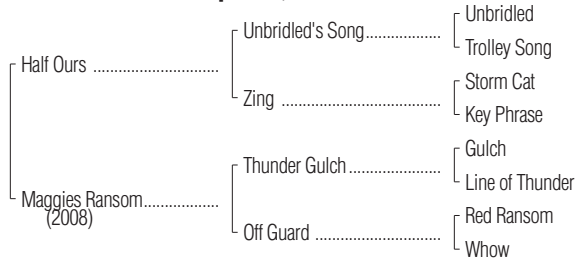 Unbridled
Unbridled's Song..................
Trolley Song
Half Ours ..............................
Storm Cat
Zing ......................................
Key Phrase
Gulch
Thunder Gulch......................
Line of Thunder
Maggies Ransom..................
(2008)
Red Ransom
Off Guard ..............................
Whow